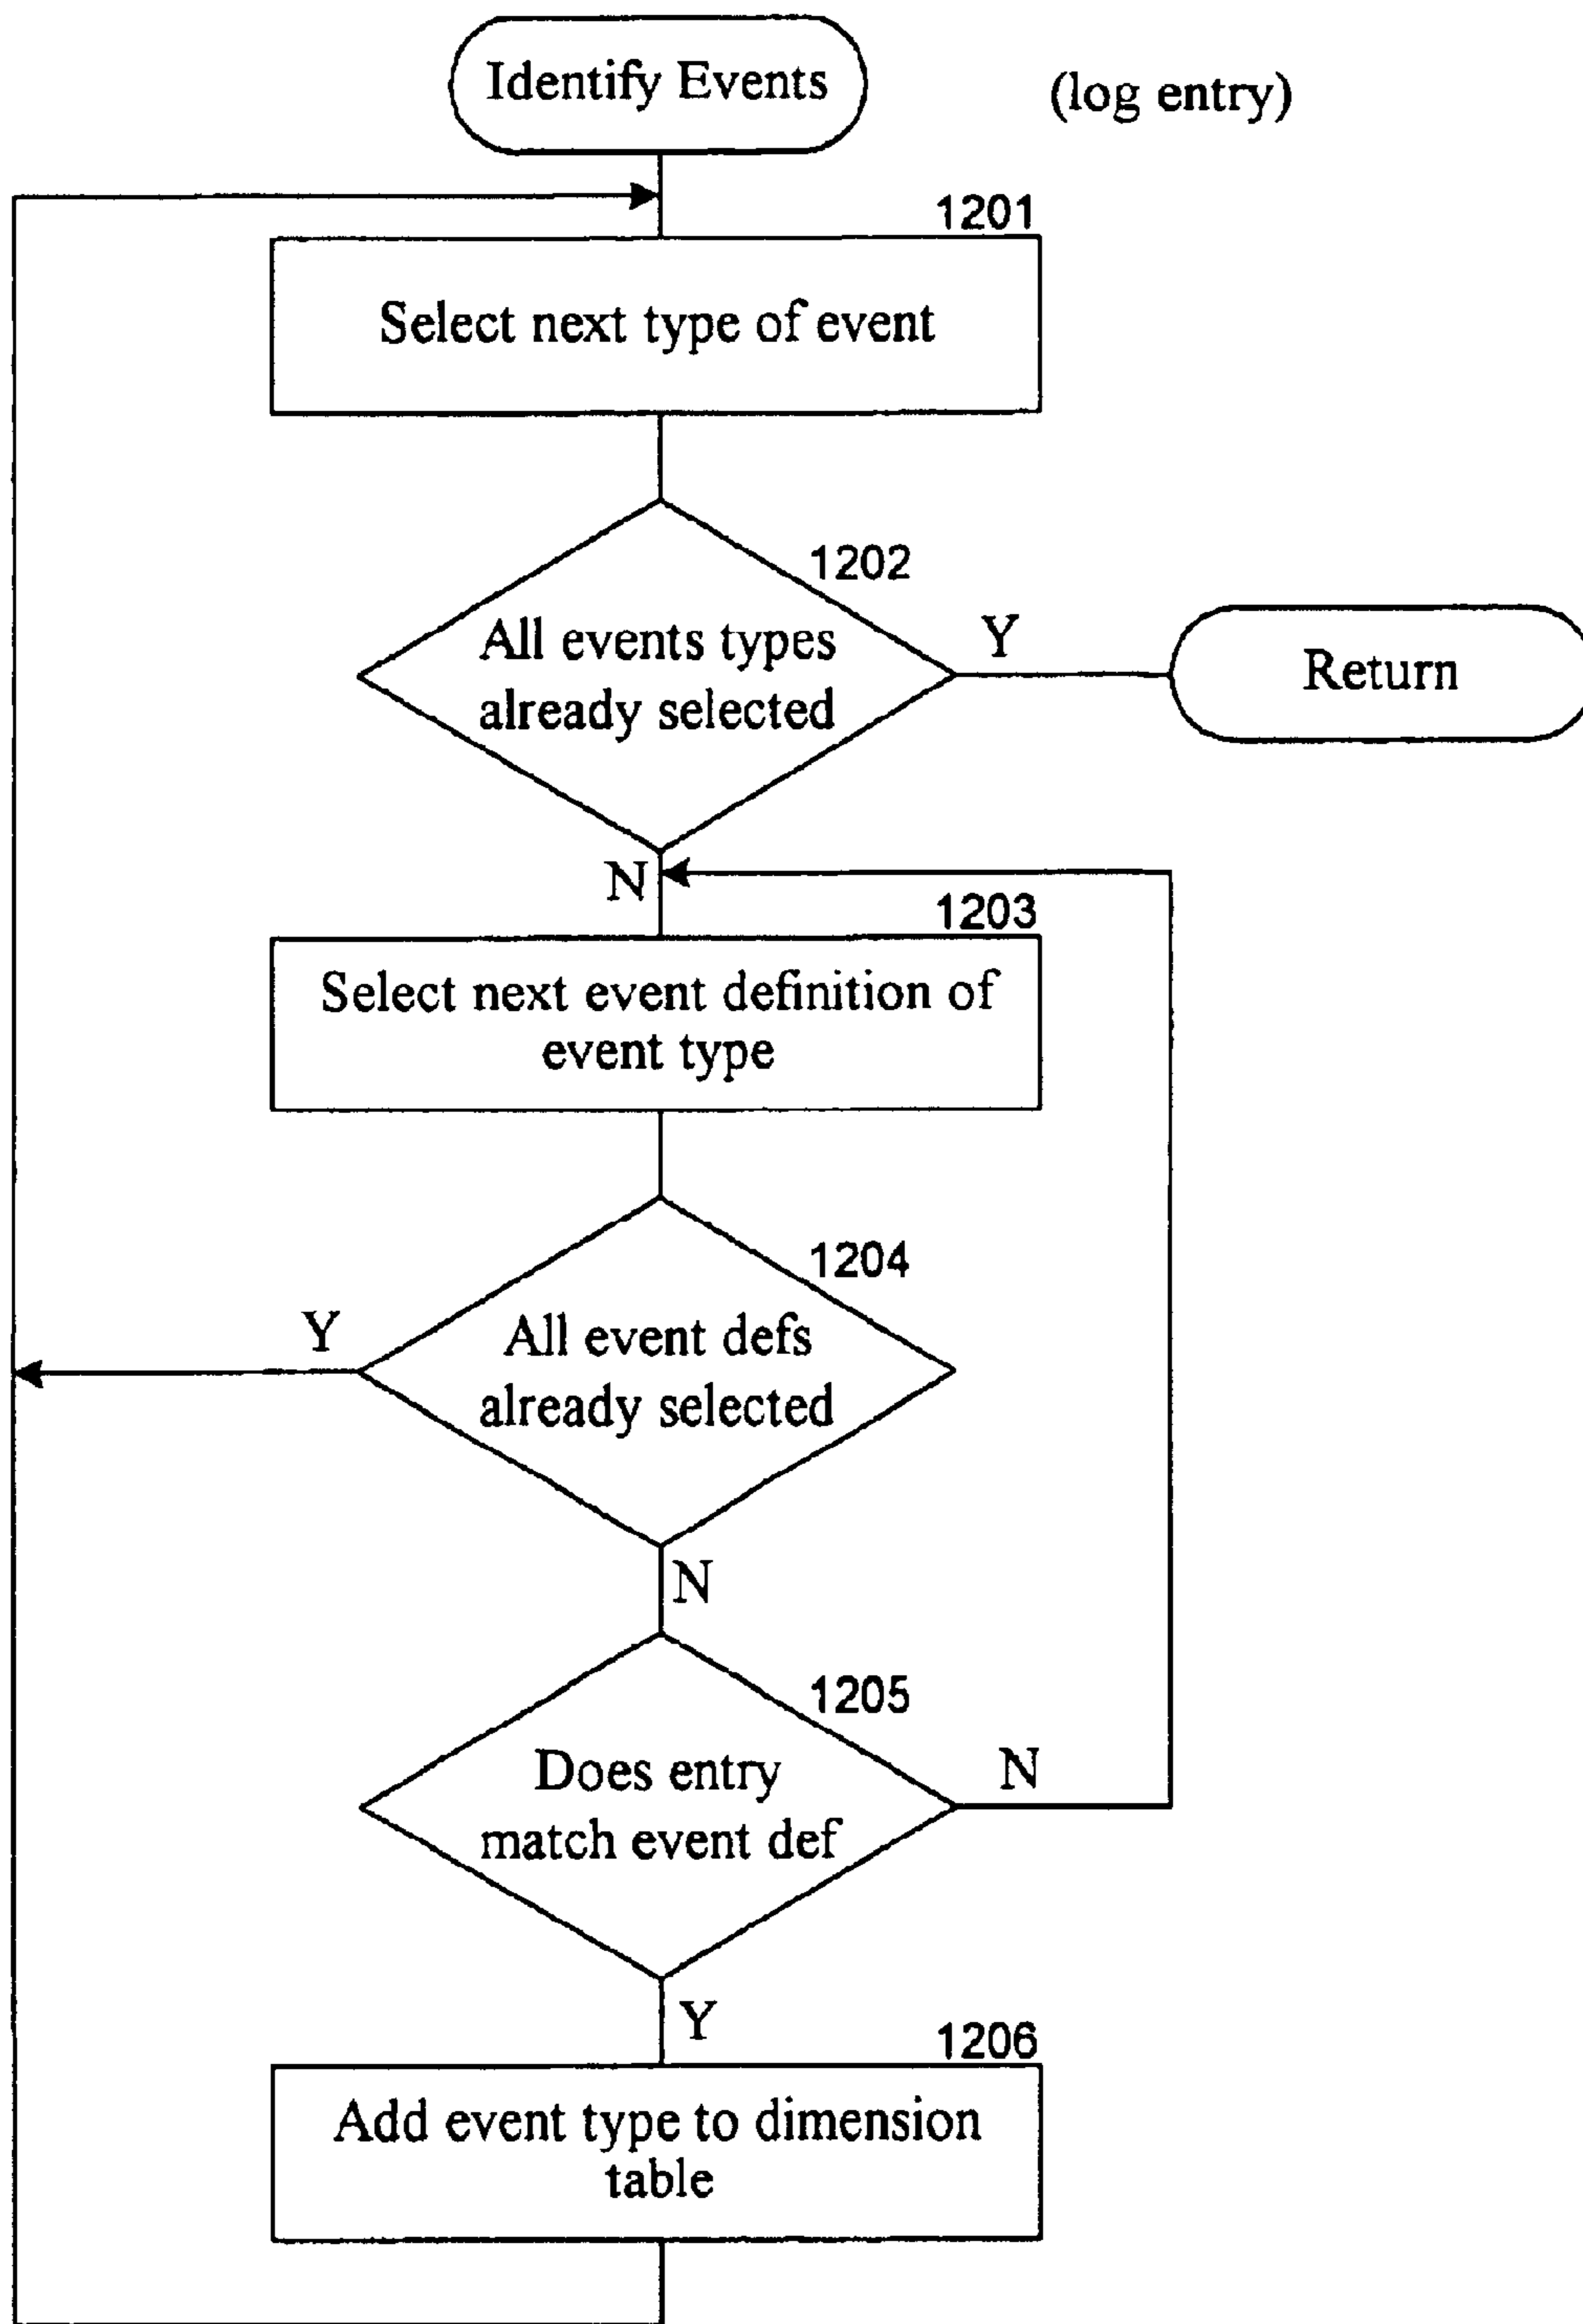 Identify Events
(log entry)
1201
Select next type of event
1202
All events types
already selected
Y
Return
N
1203
Select next event definition of
event type
1204
Y
All event defs
already selected
N
1205
Does entry
match event def
N
Y
1206
Add event type to dimension
table